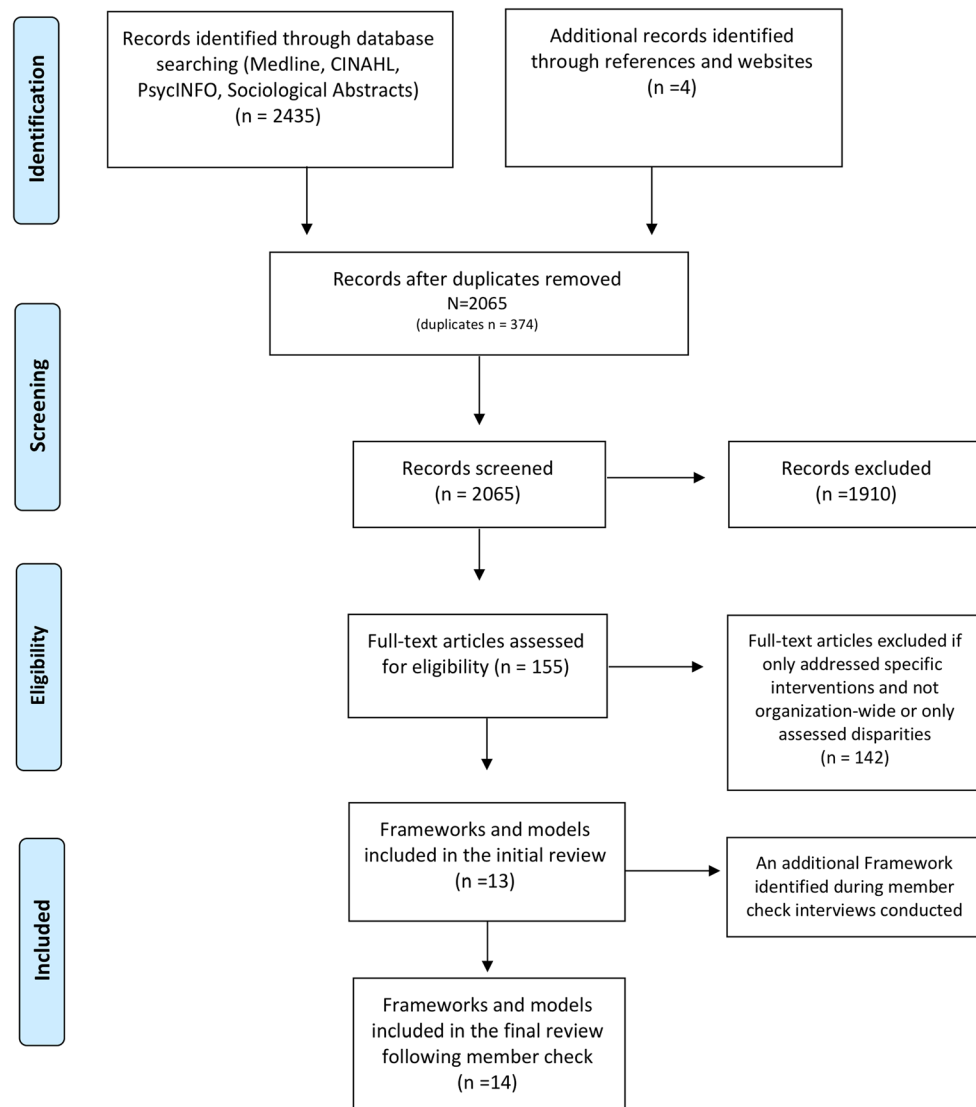 Identification
Records identified through database
searching (Medline, CINAHL,
PsycINFO, Sociological Abstracts)
(n = 2435)
Additional records identified
through references and websites
(n =4)
Screening
Records after duplicates removed
N=2065
(duplicates n = 374)
Records screened
(n = 2065)
Records excluded
(n =1910)
Eligibility
Full-text articles assessed
for eligibility (n = 155)
Full-text articles excluded if
only addressed specific
interventions and not
organization-wide or only
assessed disparities
(n = 142)
Included
Frameworks and models
included in the initial review
(n =13)
An additional Framework
identified during member
check interviews conducted
Frameworks and models
included in the final review
following member check
(n =14)